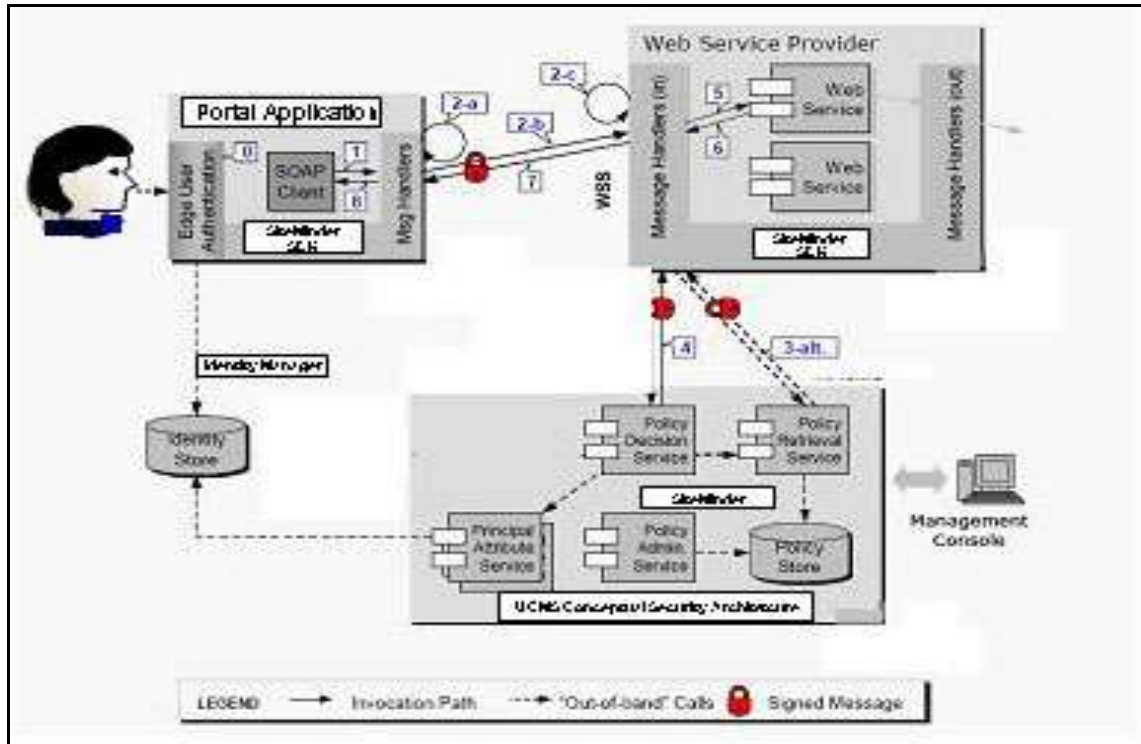 Web Service Provider
Portal Application
Edge User
Authentication
0
SOAP
Client
1
8
Msg Handlers
2-a
2-b
7
2-c
WSS
Message Handlers (in)
5
6
Web
Service
Web
Service
Message Handlers (out)
4
3-alt.
Identity Manager
Identity
Store
Policy
Decision
Service
Policy
Retrieval
Service
Principal
Attribute
Service
Policy
Admin
Service
Policy
Store
Management
Console
Conceptual Security Architecture
LEGEND
Invocation Path
"Out-of-band" Calls
Signed Message